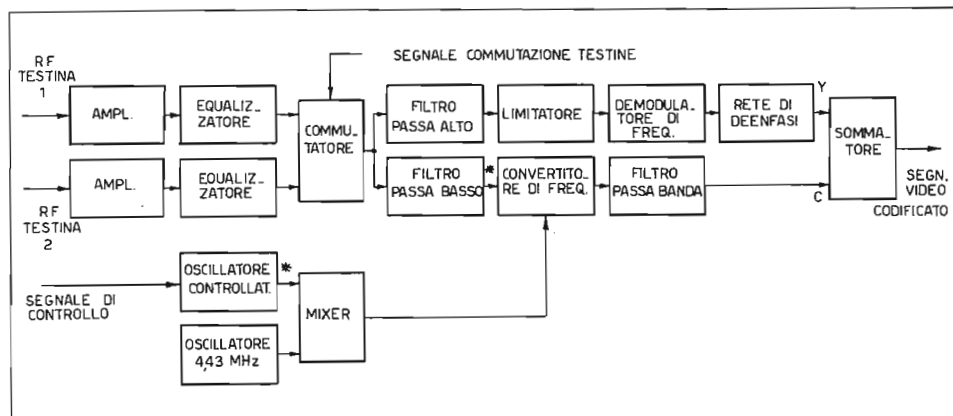 SEGNALE COMMUTAZIONE TESTINE
RF
TESTINA
1
AMPL.
EQUALIZ-
ZATORE
COMMU-
TATORE
FILTRO
PASSA ALTO
LIMITATORE
DEMODULA-
TORE DI
FREQ.
RETE DI
DEENFASI
Y
SOMMA-
TORE
RF
TESTINA
2
AMPL.
EQUALIZ-
ZATORE
FILTRO
PASSA BASSO
*
CONVERTITO-
RE DI FREQ.
FILTRO
PASSA BANDA
C
SEGN.
VIDEO
CODIFICATO
SEGNALE DI
CONTROLLO
OSCILLATORE
CONTROLLAT.
*
MIXER
OSCILLATORE
4,43 MHz